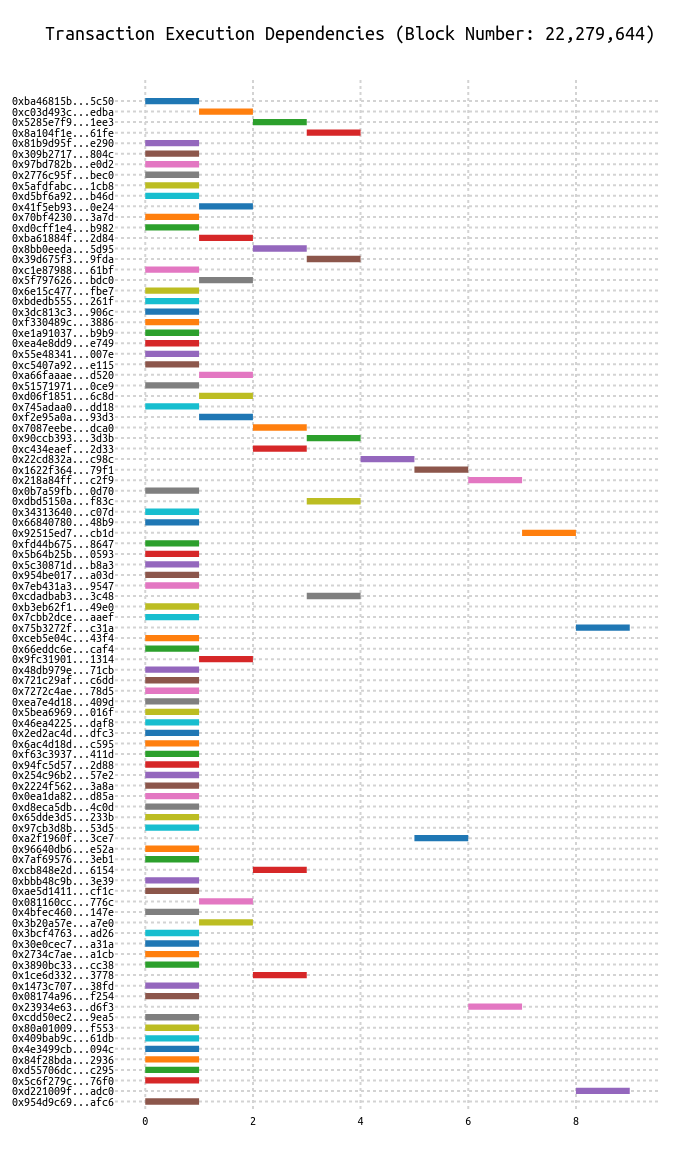 Transaction Execution Dependencies (Block Number: 22,279,644)
0xba46815b...5c50
0xc03d493c...edba
0x5285e7f9...1ee3
0x8a104f1e...61fe
0x81b9d95f...e290
0x309b2717...804c
0x97bd782b...e0d2
0x2776c95f...bec0
0x5afdfabc...1cb8
0xd5bf6a92...b46d
0x41f5eb93...0e24
0x70bf4230...3a7d
0xd0cff1e4...b982
0xba61884f...2d84
0x8bb0eeda...5d95
0x39d675f3...9fda
0xc1e87988...61bf
0x5f797626...bdc0
0x6e15c477...fbe7
0xbdedb555...261f
0x3dc813c3...906c
0xf330489c...3886
0xe1a91037...b9b9
0xea4e8dd9...e749
0x55e48341...007e
0xc5407a92...e115
0xa66faaae...d520
0x51571971...0ce9
0xd06f1851...6c8d
0x745adaa0...dd18
0xf2e95a0a...93d3
0x7087eebe...dca0
0x90ccb393...3d3b
0xc434eaef...2d33
0x22cd832a...c98c
0x1622f364...79f1
0x218a84ff...c2f9
0x0b7a59fb...0d70
0xdbd5150a...f83c
0x34313640...c07d
0x66840780...48b9
0x92515ed7...cb1d
0xfd44b675...8647
0x5b64b25b...0593
0x5c30871d...b8a3
0x954be017...a03d
0x7eb431a3...9547
0xcdadbab3...3c48
0xb3eb62f1...49e0
0x7cbb2dce...aaef
0x75b3272f...c31a
0xceb5e04c...43f4
0x66eddc6e...caf4
0x9fc31901...1314
0x48db979e...71cb
0x721c29af...c6dd
0x7272c4ae...78d5
0xea7e4d18...409d
0x5bea6969...016f
0x46ea4225...daf8
0x2ed2ac4d...dfc3
0x6ac4d18d...c595
0xf63c3937...411d
0x94fc5d57...2d88
0x254c96b2...57e2
0x2224f562...3a8a
0x0ea1da82...d85a
0xd8eca5db...4c0d
0x65dde3d5...233b
0x97cb3d8b...53d5
0xa2f1960f...3ce7
0x96640db6...e52a
0x7af69576...3eb1
0xcb848e2d...6154
0xbbb48c9b...3e39
0xae5d1411...cf1c
0x081160cc...776c
0x4bfec460...147e
0x3b20a57e...a7e0
0x3bcf4763...ad26
0x30e0cec7...a31a
0x2734c7ae...a1cb
0x3890bc33...cc38
0x1ce6d332...3778
0x1473c707...38fd
0x08174a96...f254
0x23934e63...d6f3
0xcdd50ec2...9ea5
0x80a01009...f553
0x409bab9c...61db
0x4e3499cb...094c
0x84f28bda...2936
0xd55706dc...c295
0x5c6f279c...76f0
0xd221009f...adc0
0x954d9c69...afc6
0 2 4 6 8